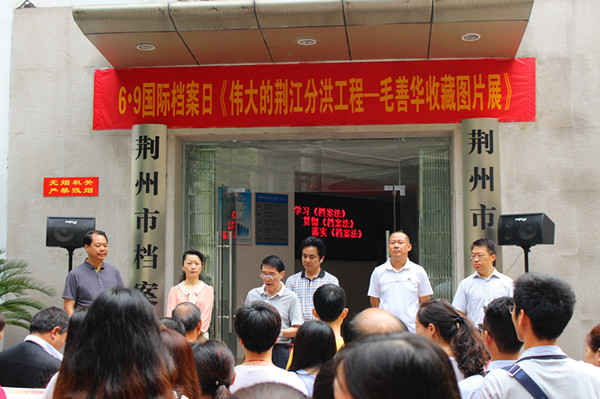 6·9国际档案日《伟大的荆江分洪工程—毛善华收藏图片展》
荆州市档案
荆州市
无烟机关
严禁吸烟
学习《档案法》
贯彻《档案法》
落实《档案法》